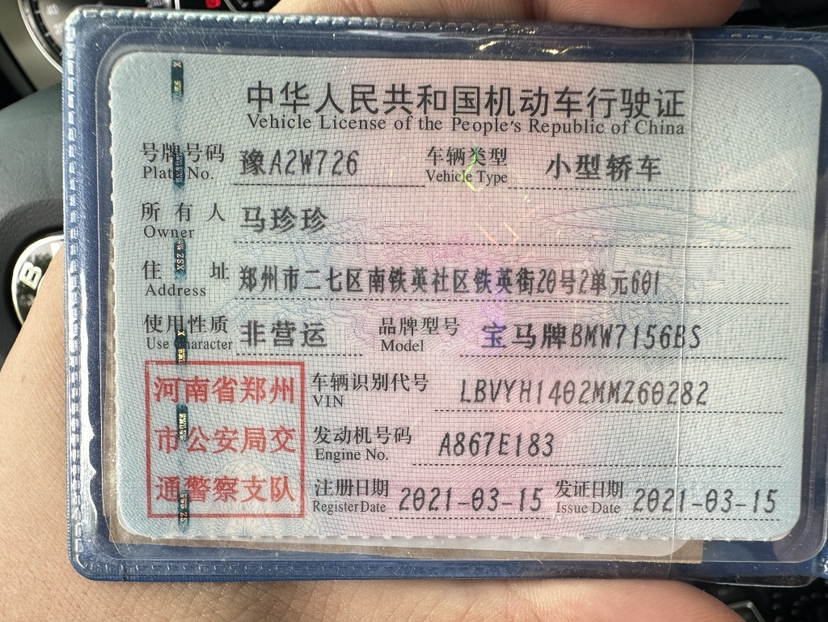 中华人民共和国机动车行驶证
Vehicle License of the People's Republic of China
号牌号码 豫A2W726 车辆类型 小型轿车
Plate No. Vehicle Type
所有人 马珍珍
Owner
住址 郑州市二七区南铁英社区铁英街20号2单元601
Address
使用性质 非营运 品牌型号 宝马牌BMW7156BS
Use Character Model
河南省郑州
市公安局交
通警察支队
车辆识别代号 LBVYH1402MMZ60282
VIN
发动机号码 A867E183
Engine No.
注册日期 2021-03-15 发证日期 2021-03-15
Register Date Issue Date